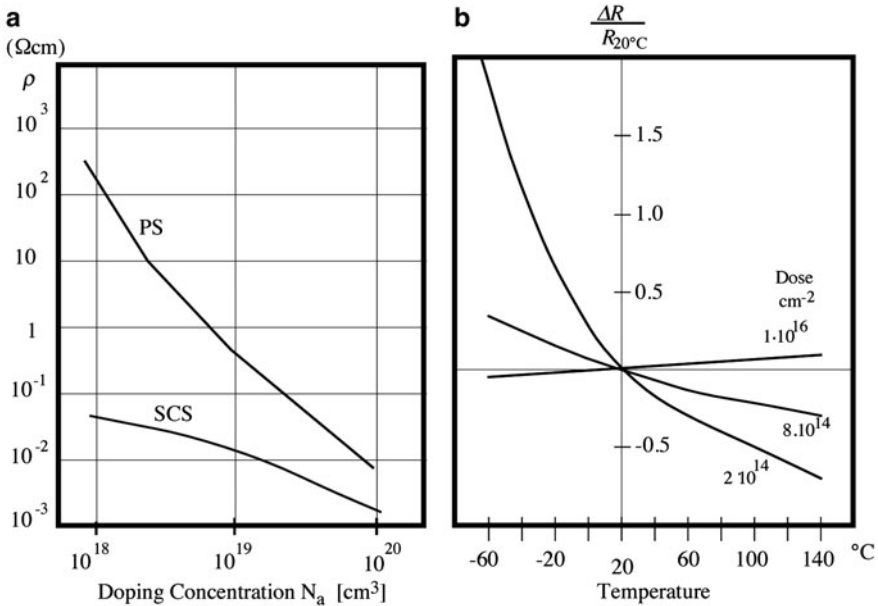 a
(Ωcm)
ρ
10³
10²
10
1
10⁻¹
10⁻²
10⁻³
PS
SCS
10¹⁸ 10¹⁹ 10²⁰
Doping Concentration Nₐ [cm³]
b
ΔR
R20°C
1.5
1.0
0.5
-0.5
Dose
cm⁻²
1·10¹⁶
8.10¹⁴
2 10¹⁴
-60 -20 20 60 100 140 °C
Temperature